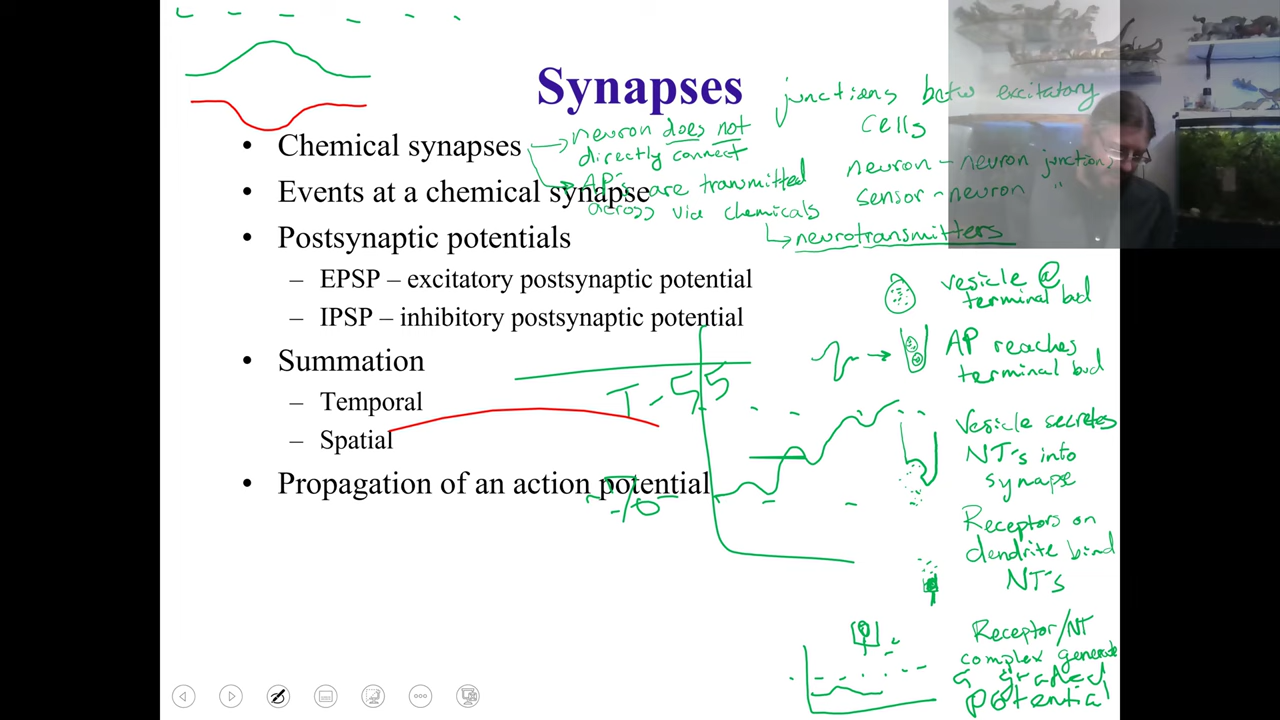 Synapses
junctions betw excitatory
cells
neuron - neuron junctions
sensor - neuron "
• Chemical synapses
neuron does not
directly connect
AP's are transmitted
across via chemicals
neurotransmitters
• Events at a chemical synapse
• Postsynaptic potentials
– EPSP – excitatory postsynaptic potential
– IPSP – inhibitory postsynaptic potential
• Summation
– Temporal
– Spatial
• Propagation of an action potential
T -55
-70
vesicle @
terminal bud
AP reaches
terminal bud
Vesicle secretes
NT's into
synapse
Receptors on
dendrite bind
NT's
Receptor/NT
complex generate
a graded
potential